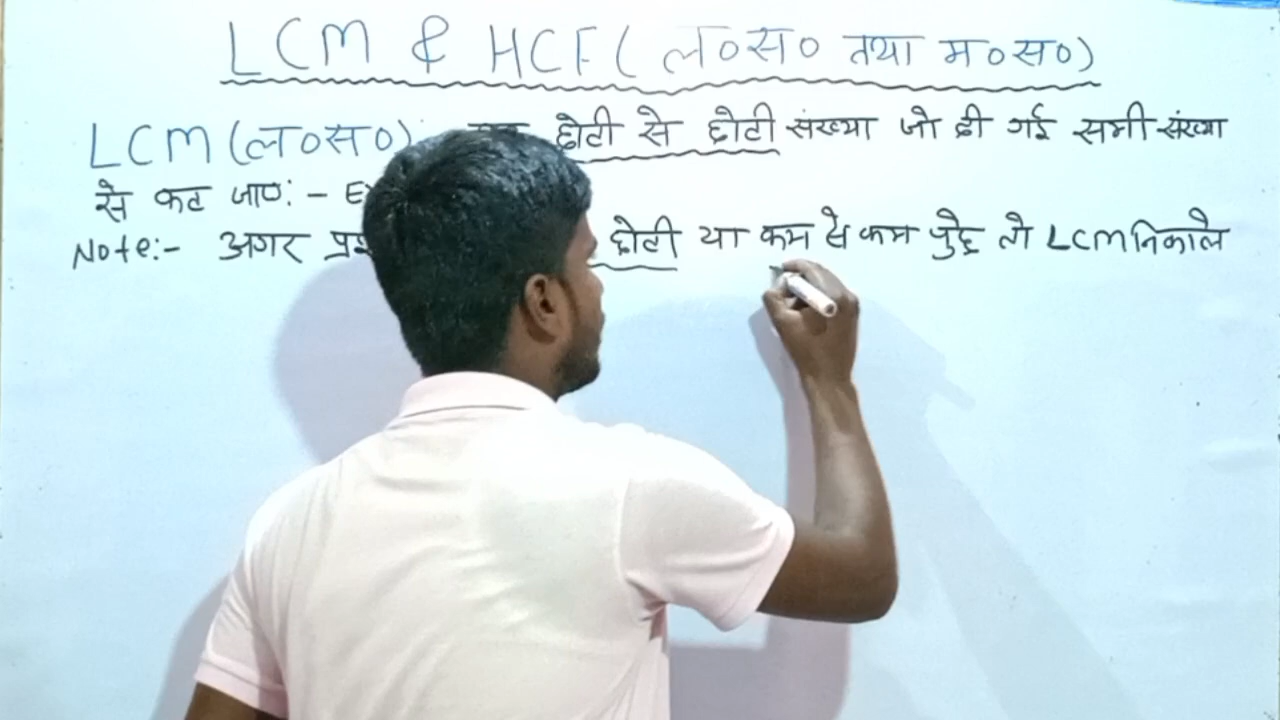 LCM & HCF ( ल०स० तथा म०स०)
LCM (ल०स०) छोटी से छोटी संख्या जो दी गई सभी संख्या
से कट जाए: -
Note:- अगर छोटी या कम से कम पुछे तो LCM निकाले